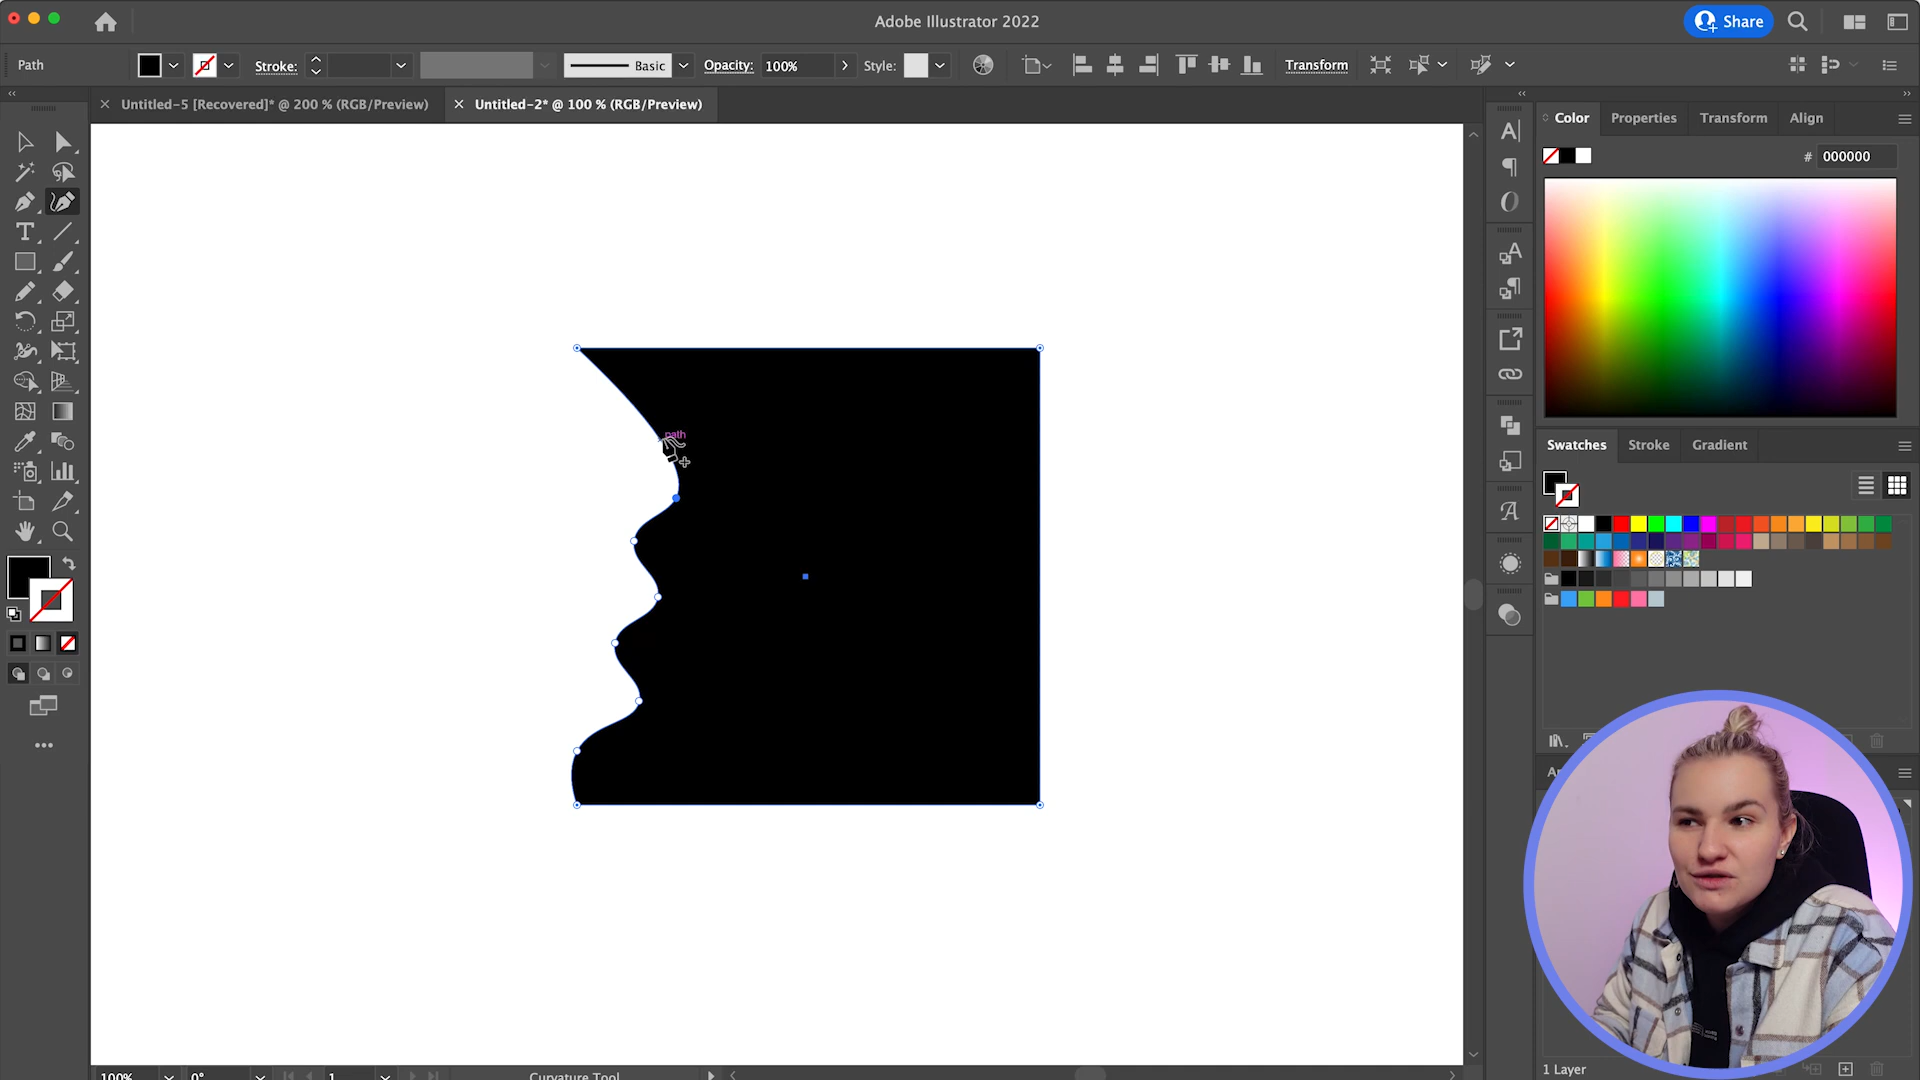 Adobe Illustrator 2022
Share
Path
Stroke:
Basic
Opacity:
100%
Style:
Transform
Untitled-5 [Recovered]* @ 200 % (RGB/Preview)
Untitled-2* @ 100 % (RGB/Preview)
Color
Properties
Transform
Align
# 000000
path
Swatches
Stroke
Gradient
1 Layer
100%
0°
1
Curvature Tool